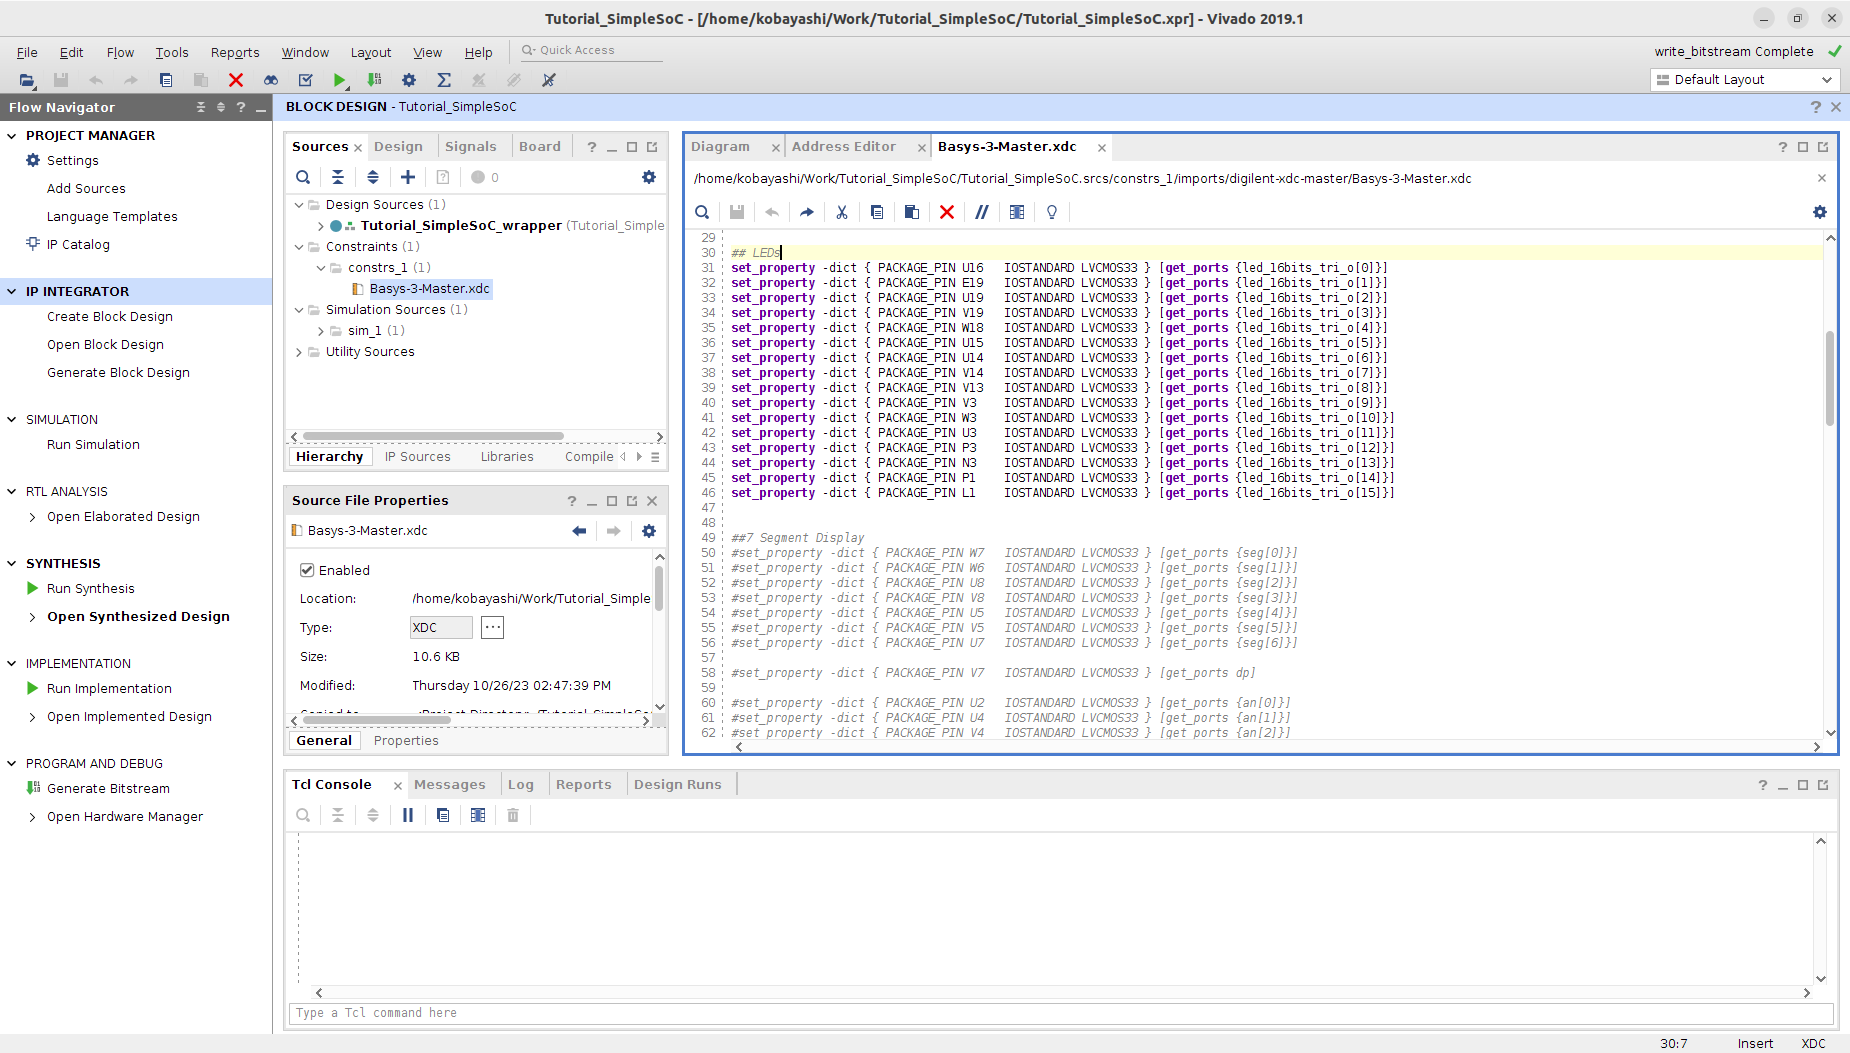 Tutorial_SimpleSoC - [/home/kobayashi/Work/Tutorial_SimpleSoC/Tutorial_SimpleSoC.xpr] - Vivado 2019.1
File Edit Flow Tools Reports Window Layout View Help Quick Access
write_bitstream Complete
Default Layout
Flow Navigator
PROJECT MANAGER
Settings
Add Sources
Language Templates
IP Catalog
IP INTEGRATOR
Create Block Design
Open Block Design
Generate Block Design
SIMULATION
Run Simulation
RTL ANALYSIS
Open Elaborated Design
SYNTHESIS
Run Synthesis
Open Synthesized Design
IMPLEMENTATION
Run Implementation
Open Implemented Design
PROGRAM AND DEBUG
Generate Bitstream
Open Hardware Manager
BLOCK DESIGN - Tutorial_SimpleSoC
Sources Design Signals Board
0
Design Sources (1)
Tutorial_SimpleSoC_wrapper (Tutorial_Simple
Constraints (1)
constrs_1 (1)
Basys-3-Master.xdc
Simulation Sources (1)
sim_1 (1)
Utility Sources
Hierarchy IP Sources Libraries Compile
Source File Properties
Basys-3-Master.xdc
Enabled
Location: /home/kobayashi/Work/Tutorial_Simple
Type: XDC ...
Size: 10.6 KB
Modified: Thursday 10/26/23 02:47:39 PM
General Properties
Diagram Address Editor Basys-3-Master.xdc
/home/kobayashi/Work/Tutorial_SimpleSoC/Tutorial_SimpleSoC.srcs/constrs_1/imports/digilent-xdc-master/Basys-3-Master.xdc
29
30 ## LEDs
31 set_property -dict { PACKAGE_PIN U16 IOSTANDARD LVCMOS33 } [get_ports {led_16bits_tri_o[0]}]
32 set_property -dict { PACKAGE_PIN E19 IOSTANDARD LVCMOS33 } [get_ports {led_16bits_tri_o[1]}]
33 set_property -dict { PACKAGE_PIN U19 IOSTANDARD LVCMOS33 } [get_ports {led_16bits_tri_o[2]}]
34 set_property -dict { PACKAGE_PIN V19 IOSTANDARD LVCMOS33 } [get_ports {led_16bits_tri_o[3]}]
35 set_property -dict { PACKAGE_PIN W18 IOSTANDARD LVCMOS33 } [get_ports {led_16bits_tri_o[4]}]
36 set_property -dict { PACKAGE_PIN U15 IOSTANDARD LVCMOS33 } [get_ports {led_16bits_tri_o[5]}]
37 set_property -dict { PACKAGE_PIN U14 IOSTANDARD LVCMOS33 } [get_ports {led_16bits_tri_o[6]}]
38 set_property -dict { PACKAGE_PIN V14 IOSTANDARD LVCMOS33 } [get_ports {led_16bits_tri_o[7]}]
39 set_property -dict { PACKAGE_PIN V13 IOSTANDARD LVCMOS33 } [get_ports {led_16bits_tri_o[8]}]
40 set_property -dict { PACKAGE_PIN V3 IOSTANDARD LVCMOS33 } [get_ports {led_16bits_tri_o[9]}]
41 set_property -dict { PACKAGE_PIN W3 IOSTANDARD LVCMOS33 } [get_ports {led_16bits_tri_o[10]}]
42 set_property -dict { PACKAGE_PIN U3 IOSTANDARD LVCMOS33 } [get_ports {led_16bits_tri_o[11]}]
43 set_property -dict { PACKAGE_PIN P3 IOSTANDARD LVCMOS33 } [get_ports {led_16bits_tri_o[12]}]
44 set_property -dict { PACKAGE_PIN N3 IOSTANDARD LVCMOS33 } [get_ports {led_16bits_tri_o[13]}]
45 set_property -dict { PACKAGE_PIN P1 IOSTANDARD LVCMOS33 } [get_ports {led_16bits_tri_o[14]}]
46 set_property -dict { PACKAGE_PIN L1 IOSTANDARD LVCMOS33 } [get_ports {led_16bits_tri_o[15]}]
47
48
49 ##7 Segment Display
50 #set_property -dict { PACKAGE_PIN W7 IOSTANDARD LVCMOS33 } [get_ports {seg[0]}]
51 #set_property -dict { PACKAGE_PIN W6 IOSTANDARD LVCMOS33 } [get_ports {seg[1]}]
52 #set_property -dict { PACKAGE_PIN U8 IOSTANDARD LVCMOS33 } [get_ports {seg[2]}]
53 #set_property -dict { PACKAGE_PIN V8 IOSTANDARD LVCMOS33 } [get_ports {seg[3]}]
54 #set_property -dict { PACKAGE_PIN U5 IOSTANDARD LVCMOS33 } [get_ports {seg[4]}]
55 #set_property -dict { PACKAGE_PIN V5 IOSTANDARD LVCMOS33 } [get_ports {seg[5]}]
56 #set_property -dict { PACKAGE_PIN U7 IOSTANDARD LVCMOS33 } [get_ports {seg[6]}]
57
58 #set_property -dict { PACKAGE_PIN V7 IOSTANDARD LVCMOS33 } [get_ports dp]
59
60 #set_property -dict { PACKAGE_PIN U2 IOSTANDARD LVCMOS33 } [get_ports {an[0]}]
61 #set_property -dict { PACKAGE_PIN U4 IOSTANDARD LVCMOS33 } [get_ports {an[1]}]
62 #set_property -dict { PACKAGE_PIN V4 IOSTANDARD LVCMOS33 } [get_ports {an[2]}]
Tcl Console Messages Log Reports Design Runs
Type a Tcl command here
30:7 Insert XDC